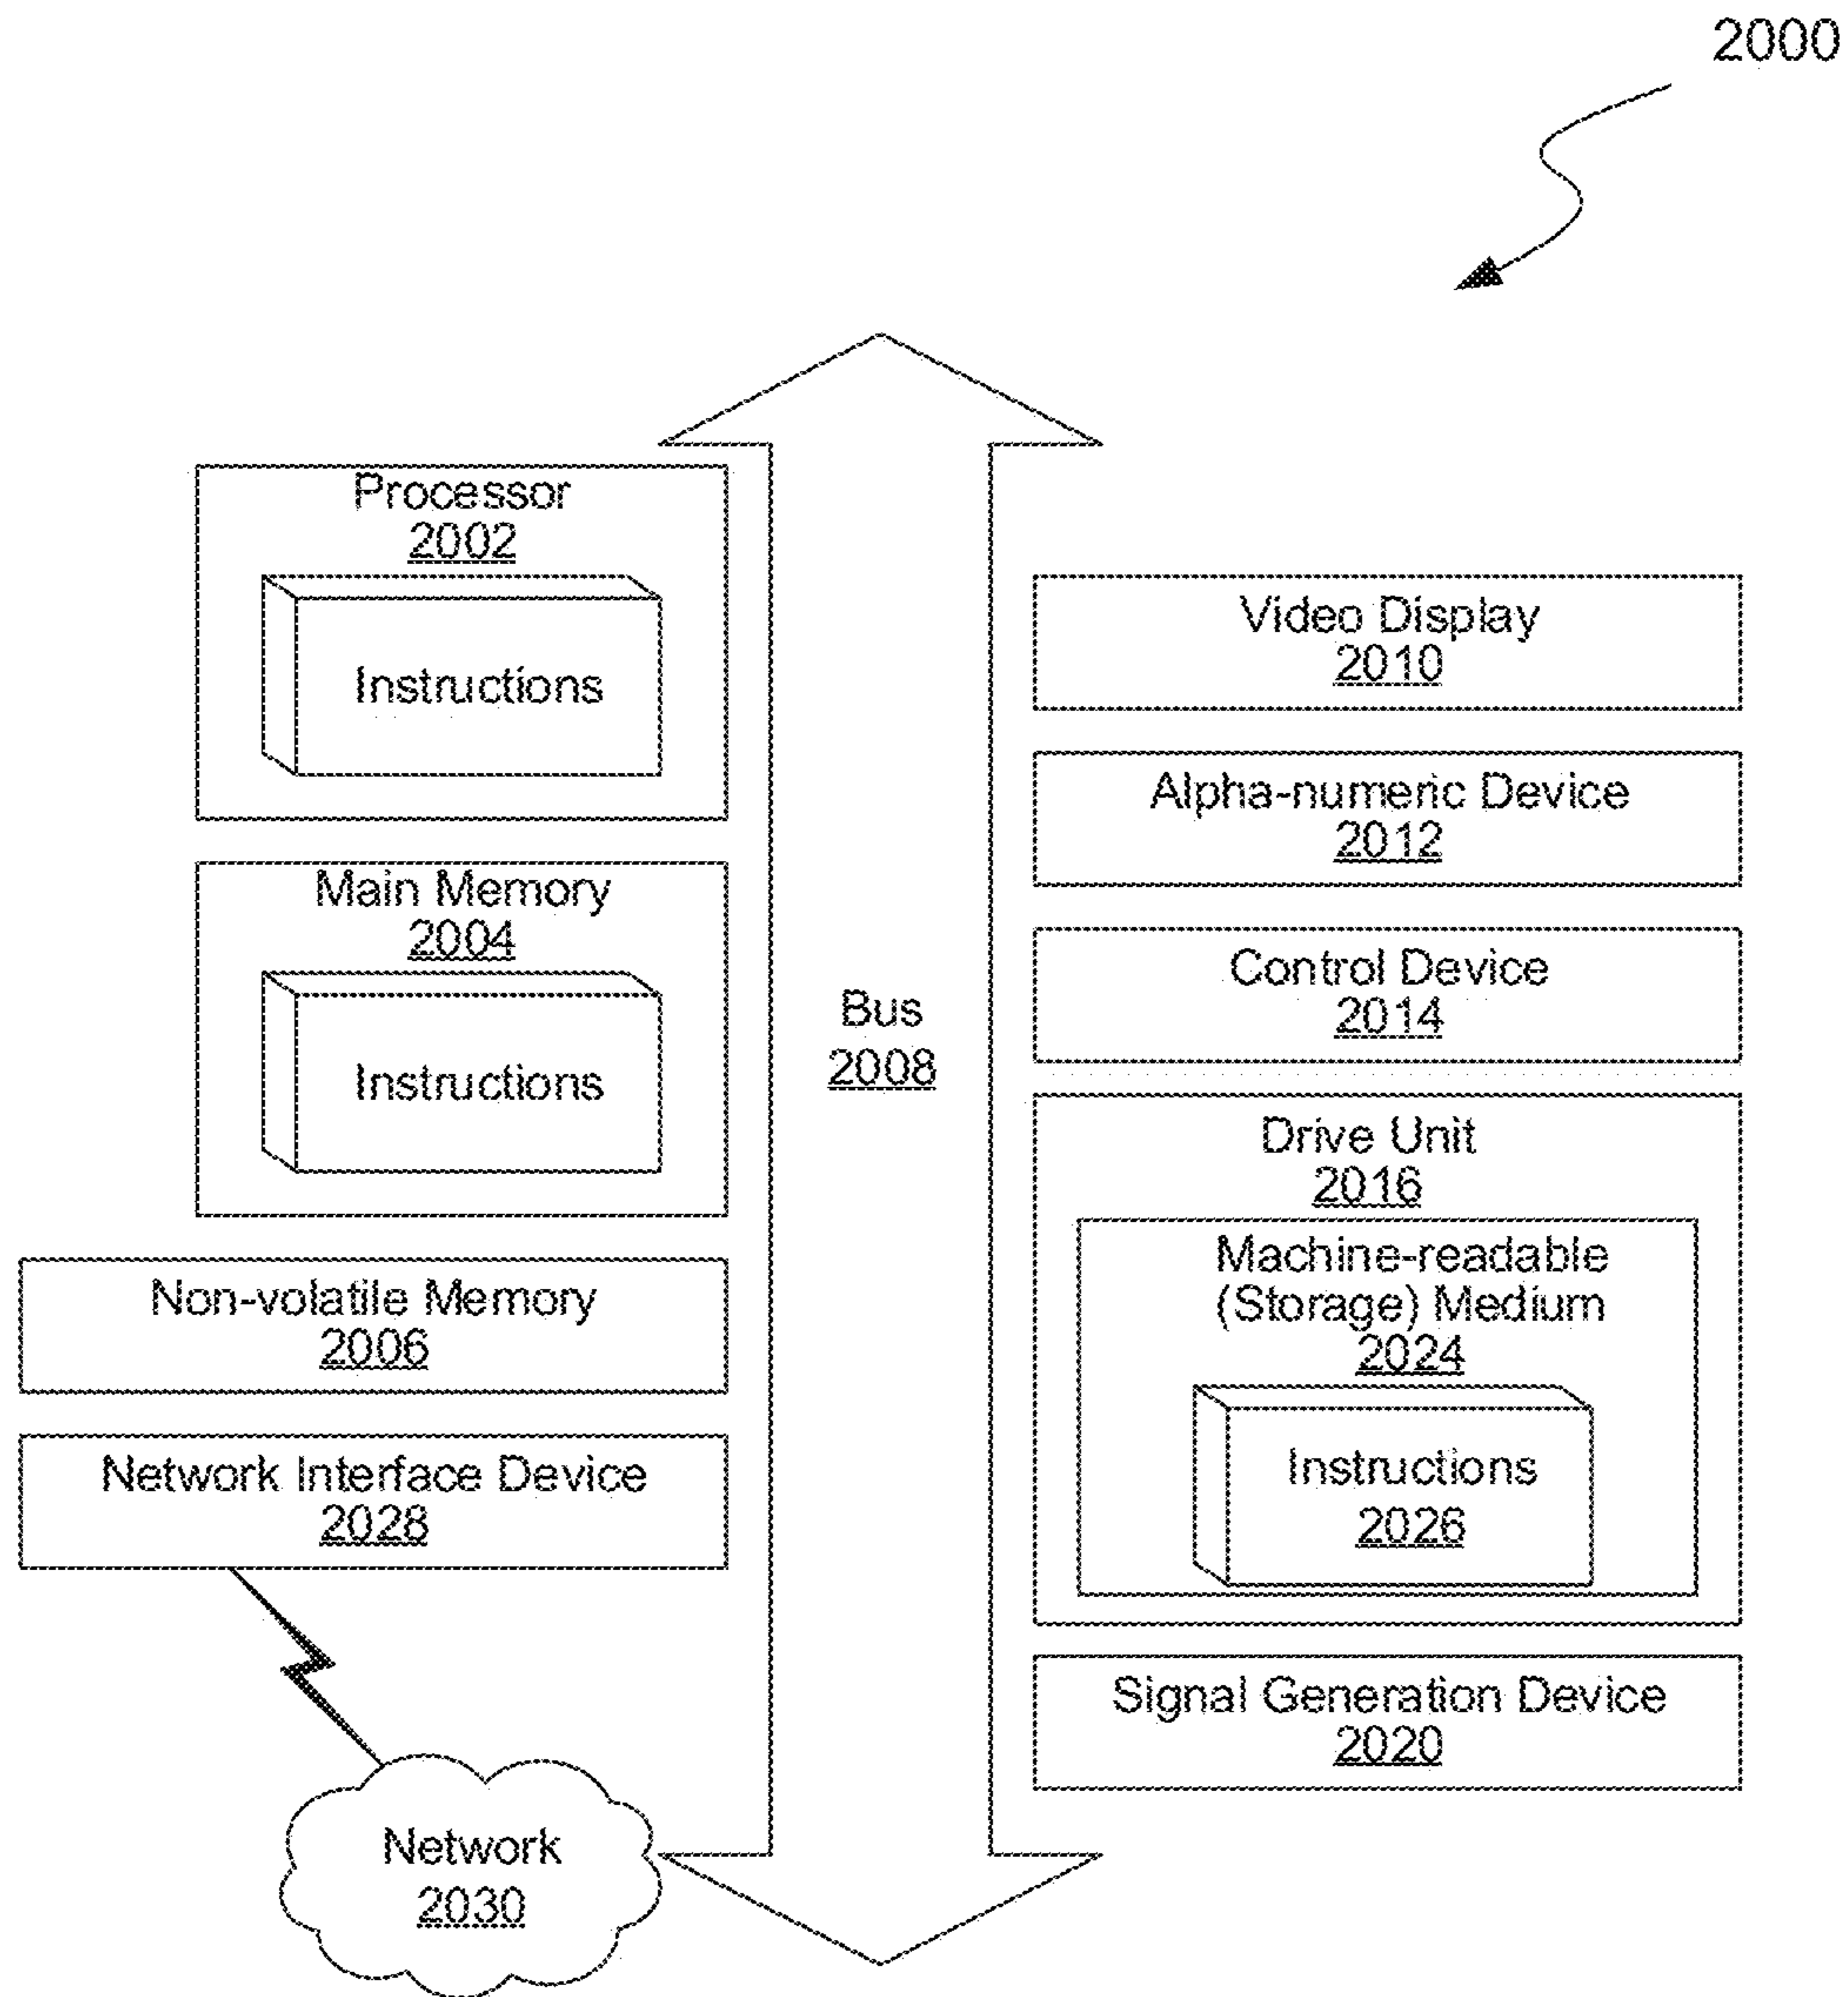 2000
Processor
2002
Instructions
Main Memory
2004
Instructions
Non-volatile Memory
2006
Network Interface Device
2028
Network
2030
Bus
2008
Video Display
2010
Alpha-numeric Device
2012
Control Device
2014
Drive Unit
2016
Machine-readable
(Storage) Medium
2024
Instructions
2026
Signal Generation Device
2020